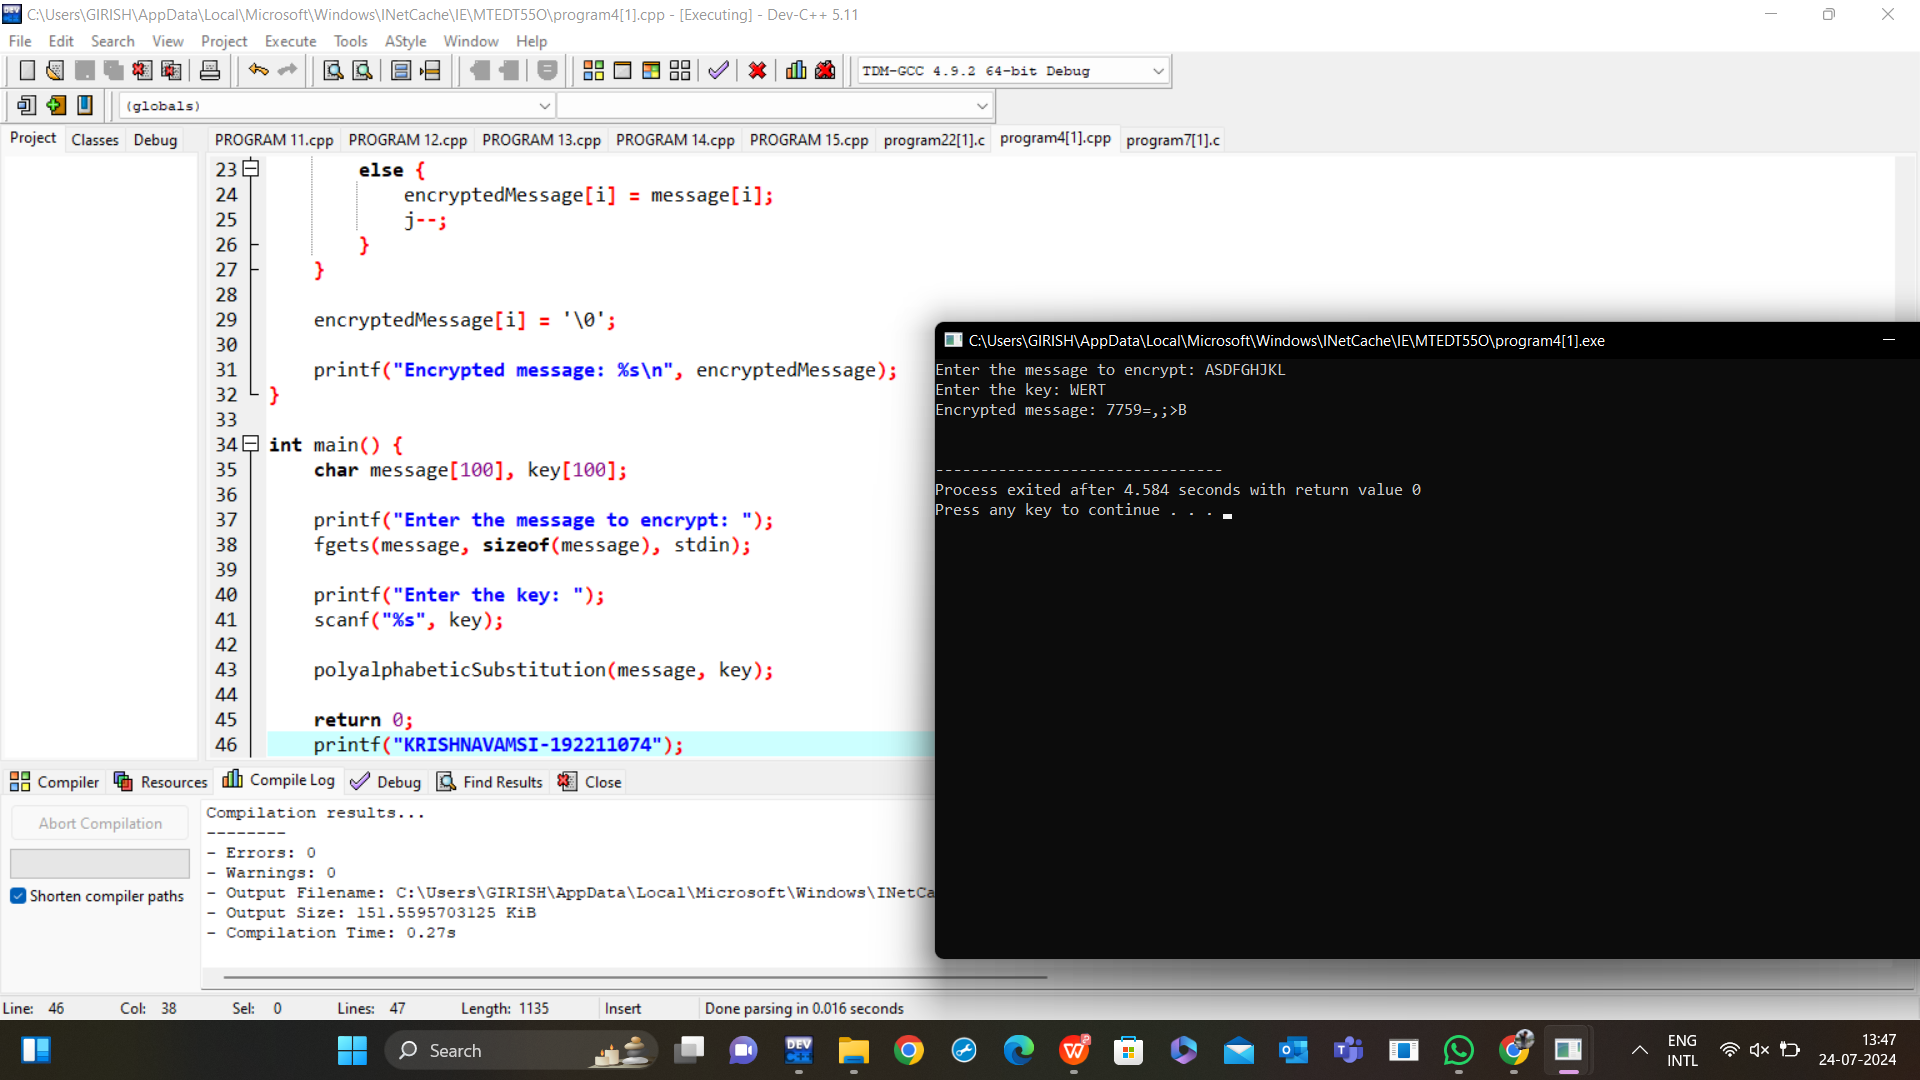 C:\Users\GIRISH\AppData\Local\Microsoft\Windows\INetCache\IE\MTEDT55O\program4[1].cpp - [Executing] - Dev-C++ 5.11
File Edit Search View Project Execute Tools AStyle Window Help
TDM-GCC 4.9.2 64-bit Debug
(globals)
Project Classes Debug
PROGRAM 11.cpp PROGRAM 12.cpp PROGRAM 13.cpp PROGRAM 14.cpp PROGRAM 15.cpp program22[1].c program4[1].cpp program7[1].c
23 else {
24 encryptedMessage[i] = message[i];
25 j--;
26 }
27 }
28
29 encryptedMessage[i] = '\0';
30
31 printf("Encrypted message: %s\n", encryptedMessage);
32 }
33
34 int main() {
35 char message[100], key[100];
36
37 printf("Enter the message to encrypt: ");
38 fgets(message, sizeof(message), stdin);
39
40 printf("Enter the key: ");
41 scanf("%s", key);
42
43 polyalphabeticSubstitution(message, key);
44
45 return 0;
46 printf("KRISHNAVAMSI-192211074");
C:\Users\GIRISH\AppData\Local\Microsoft\Windows\INetCache\IE\MTEDT55O\program4[1].exe
Enter the message to encrypt: ASDFGHJKL
Enter the key: WERT
Encrypted message: 7759=,;>B
--------------------------------
Process exited after 4.584 seconds with return value 0
Press any key to continue . . .
Compiler Resources Compile Log Debug Find Results Close
Abort Compilation
Shorten compiler paths
Compilation results...
--------
- Errors: 0
- Warnings: 0
- Output Filename: C:\Users\GIRISH\AppData\Local\Microsoft\Windows\INetCa
- Output Size: 151.5595703125 KiB
- Compilation Time: 0.27s
Line: 46 Col: 38 Sel: 0 Lines: 47 Length: 1135 Insert Done parsing in 0.016 seconds
Search
ENG
INTL
13:47
24-07-2024